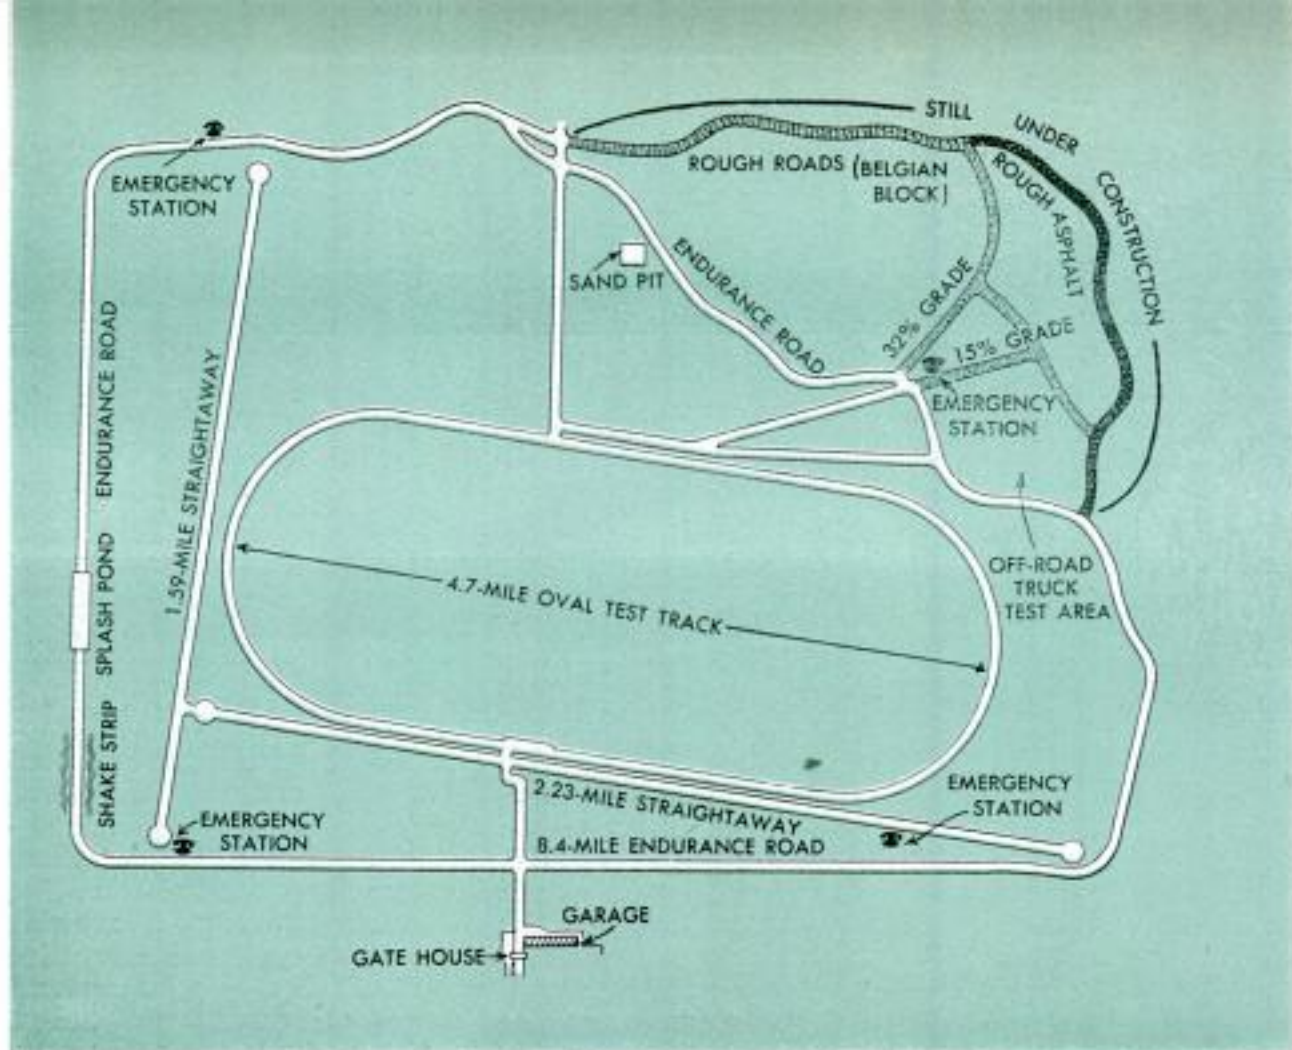 STILL
UNDER
CONSTRUCTION
ROUGH ROADS (BELGIAN
BLOCK)
ROUGH ASPHALT
EMERGENCY
STATION
SAND PIT
ENDURANCE ROAD
32% GRADE
15% GRADE
EMERGENCY
STATION
ENDURANCE ROAD
1.59-MILE STRAIGHTAWAY
SPLASH POND
SHAKE STRIP
4.7-MILE OVAL TEST TRACK
OFF-ROAD
TRUCK
TEST AREA
EMERGENCY
STATION
EMERGENCY
STATION
2.23-MILE STRAIGHTAWAY
8.4-MILE ENDURANCE ROAD
GARAGE
GATE HOUSE